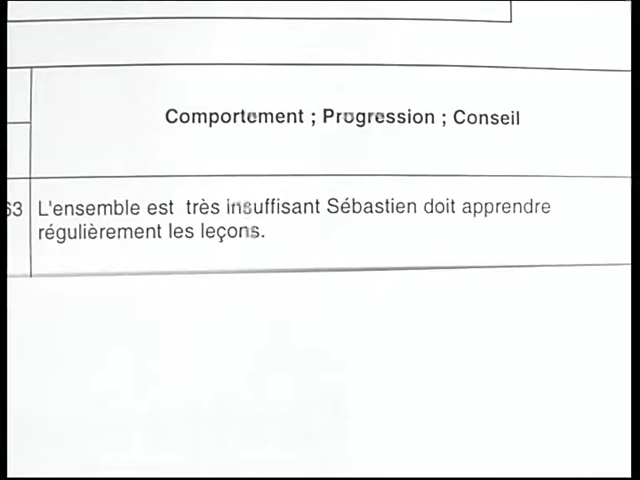 Comportement ; Progression ; Conseil
63 L'ensemble est très insuffisant Sébastien doit apprendre
régulièrement les leçons.